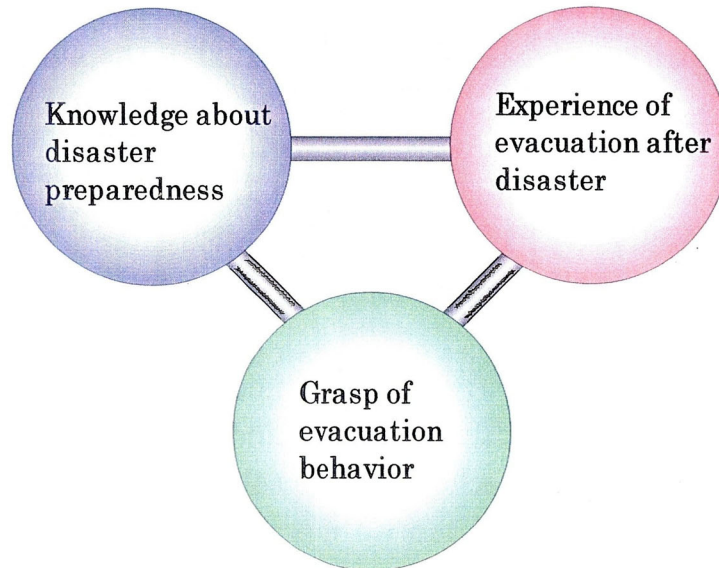 Knowledge about
disaster
preparedness
Experience of
evacuation after
disaster
Grasp of
evacuation
behavior